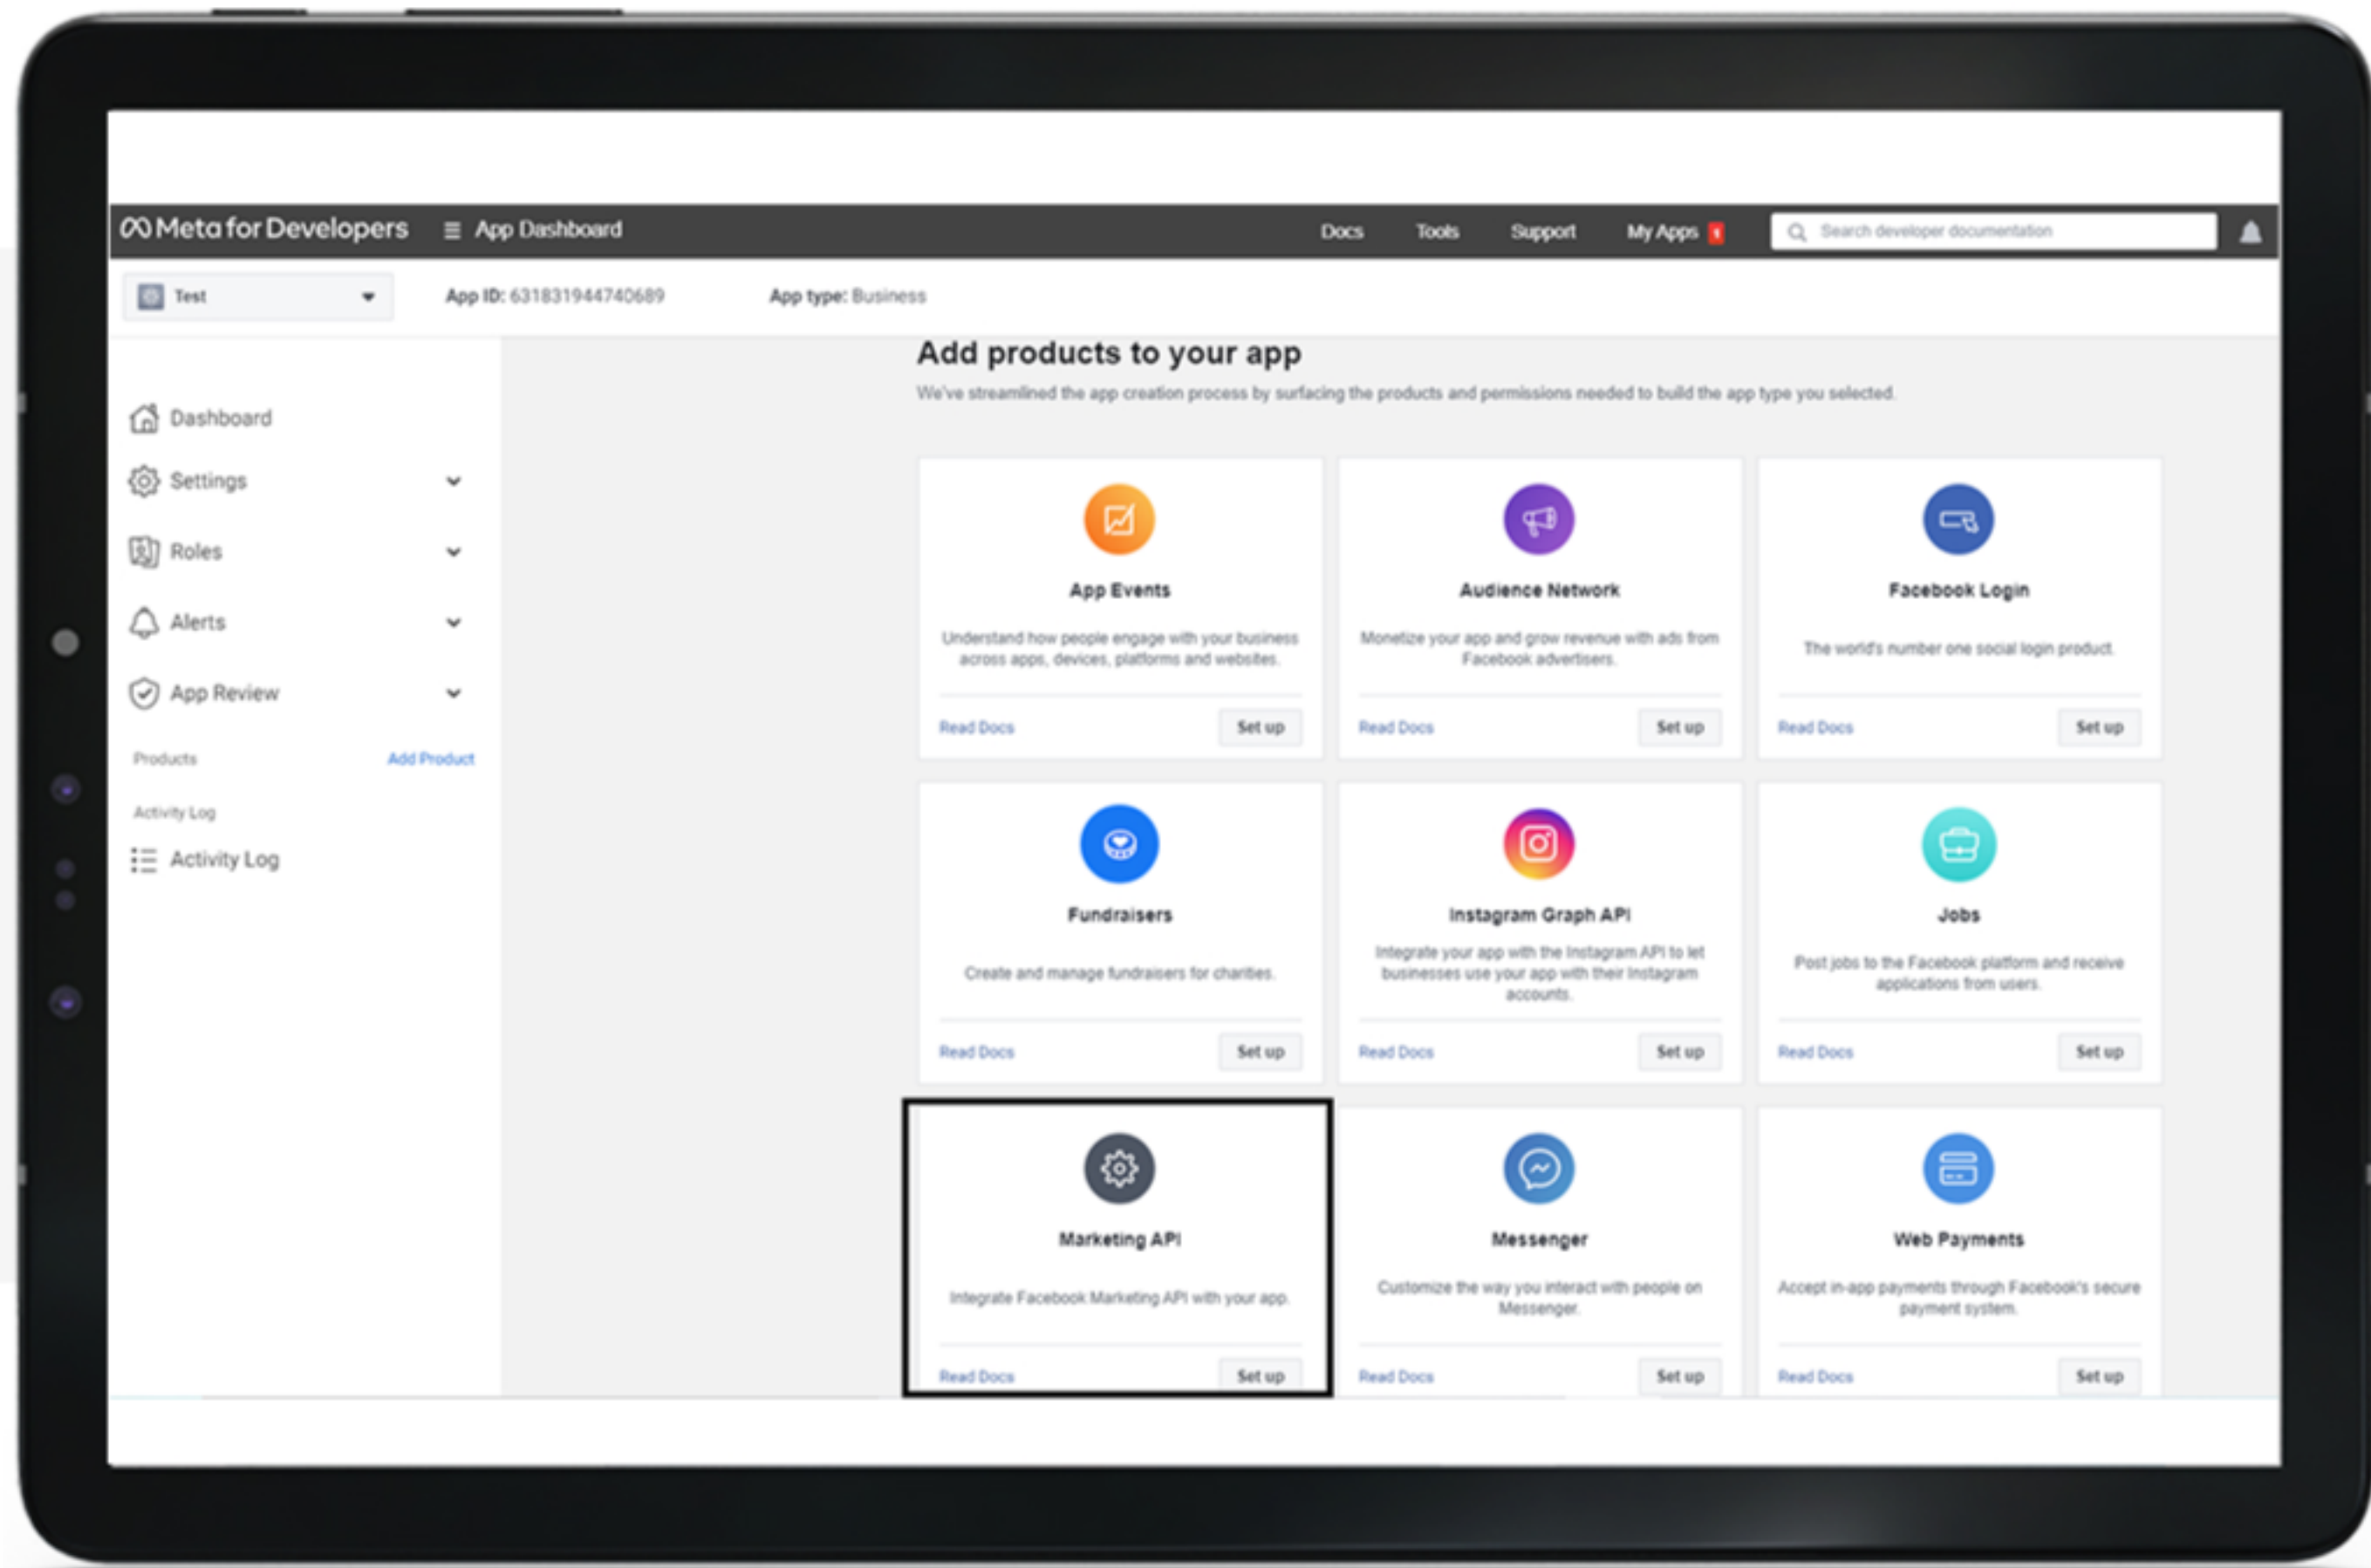 Meta for Developers
App Dashboard
Docs
Tools
Support
My Apps 1
Search developer documentation
Test
App ID: 631831944740689
App type: Business
Dashboard
Settings
Roles
Alerts
App Review
Products
Add Product
Activity Log
Activity Log
Add products to your app
We've streamlined the app creation process by surfacing the products and permissions needed to build the app type you selected.
App Events
Understand how people engage with your business
across apps, devices, platforms and websites.
Read Docs
Set up
Audience Network
Monetize your app and grow revenue with ads from
Facebook advertisers.
Read Docs
Set up
Facebook Login
The world's number one social login product.
Read Docs
Set up
Fundraisers
Create and manage fundraisers for charities.
Read Docs
Set up
Instagram Graph API
Integrate your app with the Instagram API to let
businesses use your app with their Instagram
accounts.
Read Docs
Set up
Jobs
Post jobs to the Facebook platform and receive
applications from users.
Read Docs
Set up
Marketing API
Integrate Facebook Marketing API with your app.
Read Docs
Set up
Messenger
Customize the way you interact with people on
Messenger.
Read Docs
Set up
Web Payments
Accept in-app payments through Facebook's secure
payment system.
Read Docs
Set up